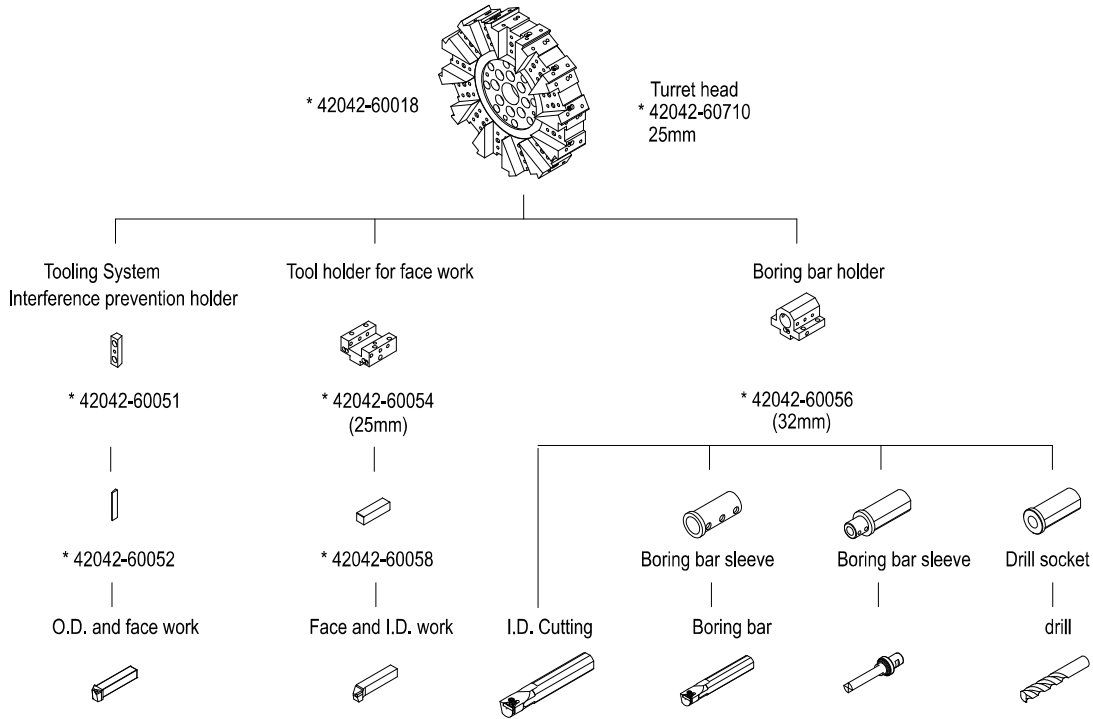 * 42042-60018
Turret head
* 42042-60710
25mm
Tooling System
Interference prevention holder
Tool holder for face work
Boring bar holder
* 42042-60051
* 42042-60054
(25mm)
* 42042-60056
(32mm)
* 42042-60052
* 42042-60058
Boring bar sleeve
Boring bar sleeve
Drill socket
O.D. and face work
Face and I.D. work
I.D. Cutting
Boring bar
drill